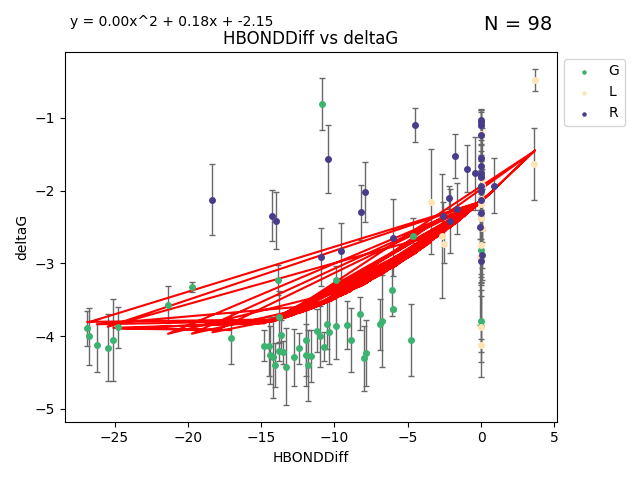 y = 0.00x^2 + 0.18x + -2.15
N = 98
HBONDDiff vs deltaG
G
L
R
deltaG
−1
−2
−3
−4
−5
−25
−20
−15
−10
−5
0
5
HBONDDiff